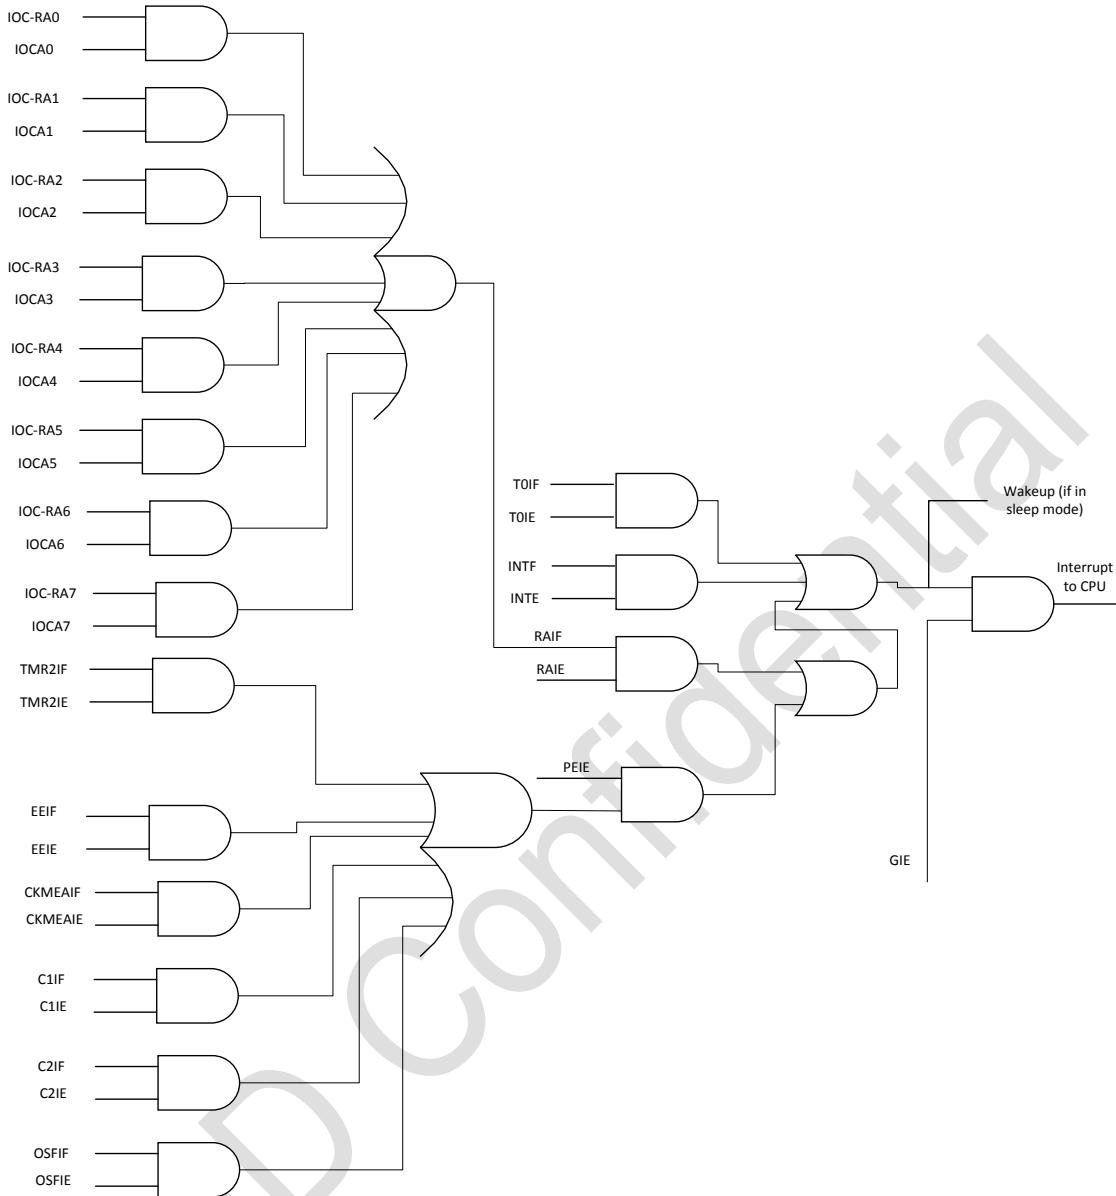 IOC-RA0
IOCA0
IOC-RA1
IOCA1
IOC-RA2
IOCA2
IOC-RA3
IOCA3
IOC-RA4
IOCA4
IOC-RA5
IOCA5
IOC-RA6
IOCA6
IOC-RA7
IOCA7
TMR2IF
TMR2IE
EEIF
EEIE
CKMEAIF
CKMEAIE
C1IF
C1IE
C2IF
C2IE
OSFIF
OSFIE
T0IF
T0IE
INTF
INTE
RAIF
RAIE
PEIE
Wakeup (if in
sleep mode)
Interrupt
to CPU
GIE
D Confidential